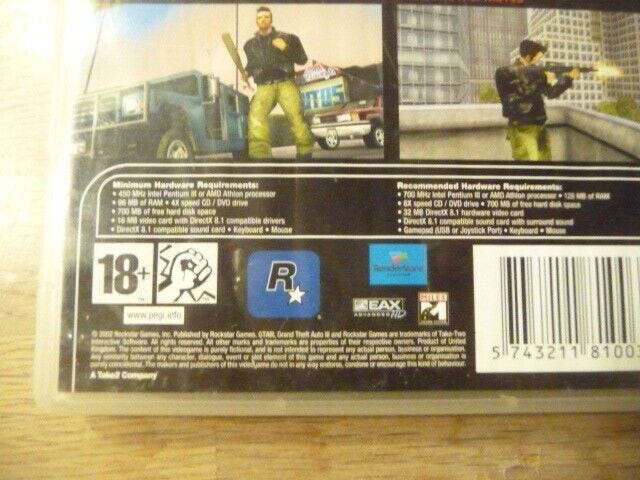 Minimum Hardware Requirements:
• 450 MHz Intel Pentium III or AMD Athlon processor
• 96 MB of RAM • 4X speed CD / DVD drive
• 700 MB of free hard disk space
• 16 MB video card with DirectX 8.1 compatible drivers
• DirectX 8.1 compatible sound card • Keyboard • Mouse
Recommended Hardware Requirements:
• 700 MHz Intel Pentium III or AMD Athlon processor • 128 MB of RAM
• 8X speed CD / DVD drive • 700 MB of free hard disk space
• 32 MB DirectX 8.1 hardware video card
• DirectX 8.1 compatible sound card with surround sound
• Gamepad (USB or Joystick Port) • Keyboard • Mouse
18+
www.pegi.info
R
RenderWare
EAX
ADVANCED HD
MILES
5 743211 8100
© 2002 Rockstar Games, Inc. Published by Rockstar Games, GTAIII, Grand Theft Auto III and Rockstar Games are trademarks of Take-Two
Interactive Software. All rights reserved. All other marks and trademarks are properties of their respective owners. Product of United
Kingdom. The content of this videogame is purely fictional, and is not intended to represent any actual person, business or organisation.
Any similarity between any character, dialogue, event or plot element of this game and any actual person, business or organisation is
purely coincidental. The makers and publishers of this videogame do not in any way endorse, condone or encourage this kind of behaviour.
A Take2 Company